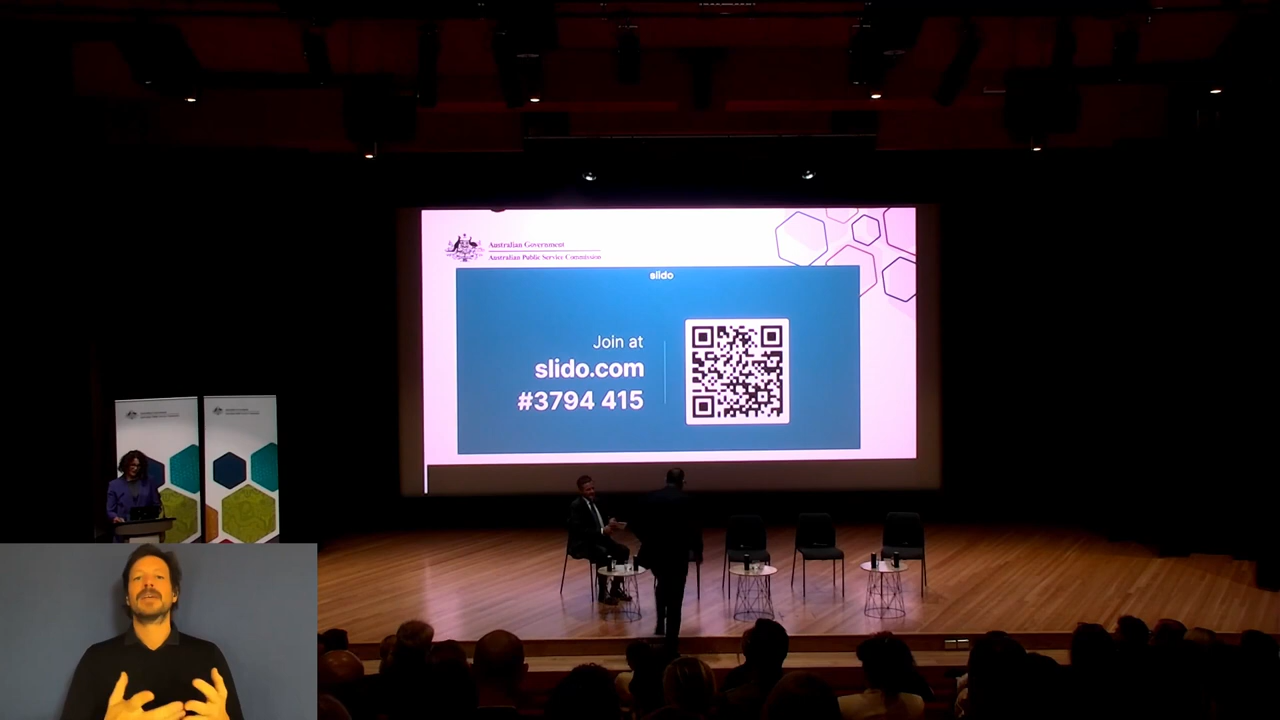 Australian Government
Australian Public Service Commission
slido
Join at
slido.com
#3794 415